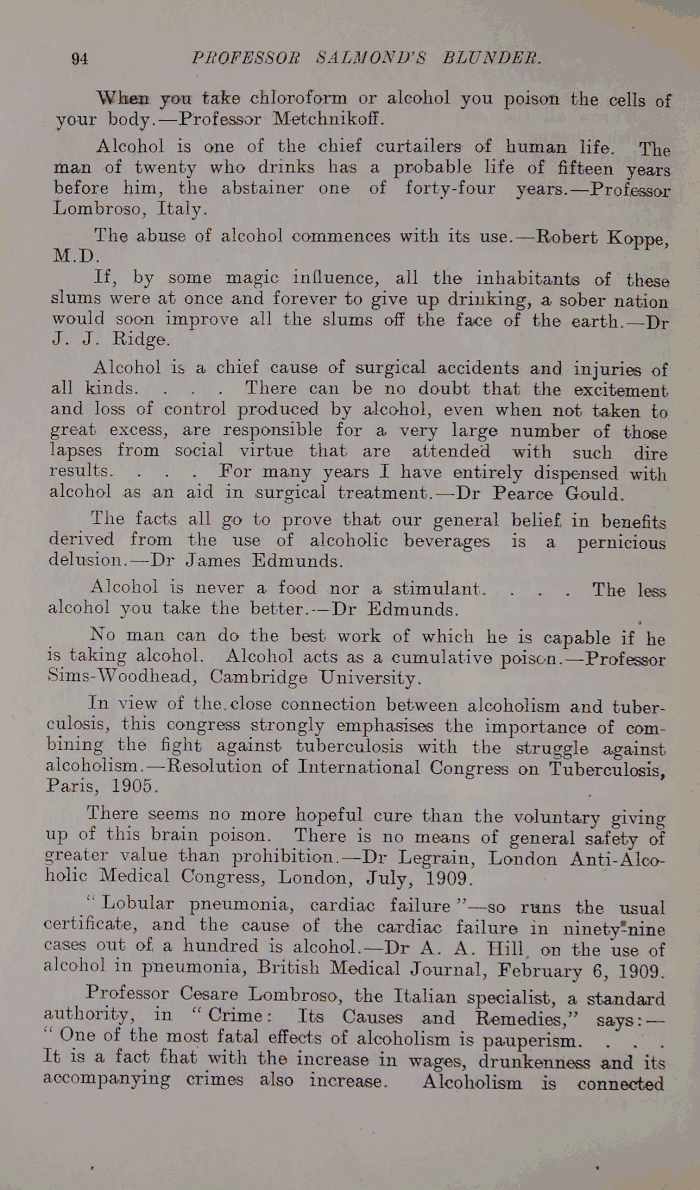 94 PROFESSOR SALMOND'S BLUNDER.
When you take chloroform or alcohol you poison the cells of
your body.—Professor Metchnikoff.
Alcohol is one of the chief curtailers of human life. The
man of twenty who drinks has a probable life of fifteen years
before him, the abstainer one of forty-four years.—Professor
Lombroso, Italy.
The abuse of alcohol commences with its use.—Robert Koppe,
M.D.
If, by some magic influence, all the inhabitants of these
slums were at once and forever to give up drinking, a sober nation
would soon improve all the slums off the face of the earth.—Dr
J. J. Ridge.
Alcohol is a chief cause of surgical accidents and injuries of
all kinds. . . . There can be no doubt that the excitement
and loss of control produced by alcohol, even when not taken to
great excess, are responsible for a very large number of those
lapses from social virtue that are attended with such dire
results. . . . For many years I have entirely dispensed with
alcohol as an aid in surgical treatment.—Dr Pearce Gould.
The facts all go to prove that our general belief in benefits
derived from the use of alcoholic beverages is a pernicious
delusion.—Dr James Edmunds.
Alcohol is never a food nor a stimulant. . . . The less
alcohol you take the better.—Dr Edmunds.
No man can do the best work of which he is capable if he
is taking alcohol. Alcohol acts as a cumulative poison.—Professor
Sims-Woodhead, Cambridge University.
In view of the close connection between alcoholism and tuber-
culosis, this congress strongly emphasises the importance of com-
bining the fight against tuberculosis with the struggle against
alcoholism.—Resolution of International Congress on Tuberculosis,
Paris, 1905.
There seems no more hopeful cure than the voluntary giving
up of this brain poison. There is no means of general safety of
greater value than prohibition.—Dr Legrain, London Anti-Alco-
holic Medical Congress, London, July, 1909.
"Lobular pneumonia, cardiac failure"—so runs the usual
certificate, and the cause of the cardiac failure in ninety-nine
cases out of a hundred is alcohol.—Dr A. A. Hill, on the use of
alcohol in pneumonia, British Medical Journal, February 6, 1909.
Professor Cesare Lombroso, the Italian specialist, a standard
authority, in "Crime: Its Causes and Remedies," says:—
"One of the most fatal effects of alcoholism is pauperism. . . .
It is a fact that with the increase in wages, drunkenness and its
accompanying crimes also increase. Alcoholism is connected